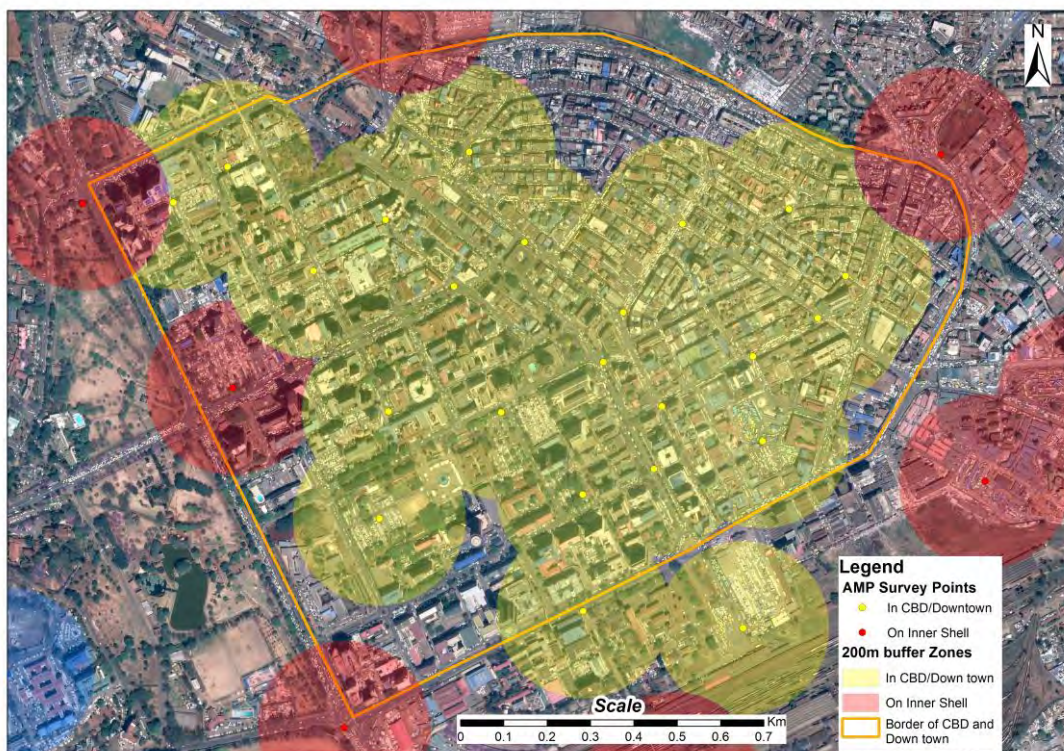 N
Legend
AMP Survey Points
In CBD/Downtown
On Inner Shell
200m buffer Zones
In CBD/Down town
On Inner Shell
Border of CBD and
Down town
Scale
Km
0 0.1 0.2 0.3 0.4 0.5 0.6 0.7